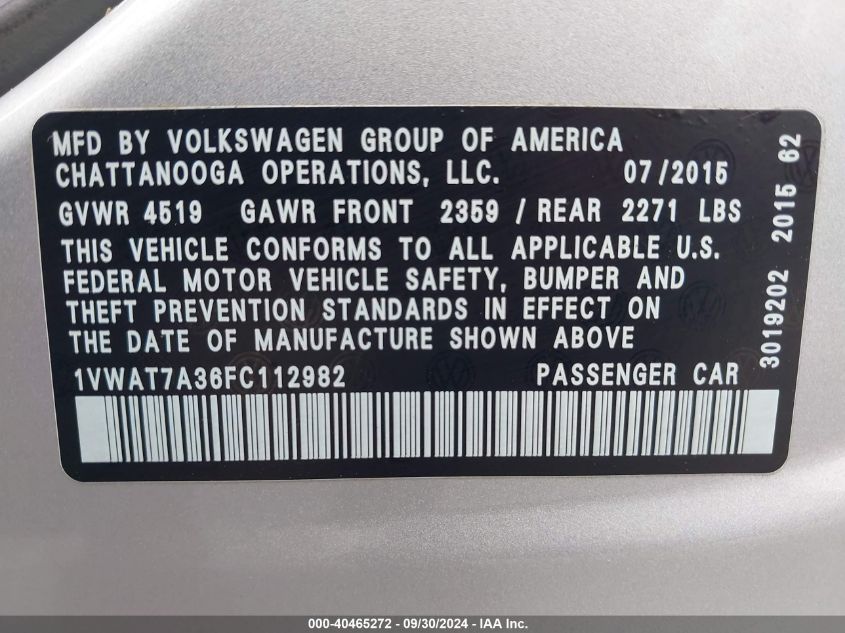 MFD BY VOLKSWAGEN GROUP OF AMERICA
CHATTANOOGA OPERATIONS, LLC. 07/2015
GVWR 4519 GAWR FRONT 2359 / REAR 2271 LBS
THIS VEHICLE CONFORMS TO ALL APPLICABLE U.S.
FEDERAL MOTOR VEHICLE SAFETY, BUMPER AND
THEFT PREVENTION STANDARDS IN EFFECT ON
THE DATE OF MANUFACTURE SHOWN ABOVE
1VWAT7A36FC112982 PASSENGER CAR
3019202 2015 62
000-40465272 - 09/30/2024 - IAA Inc.